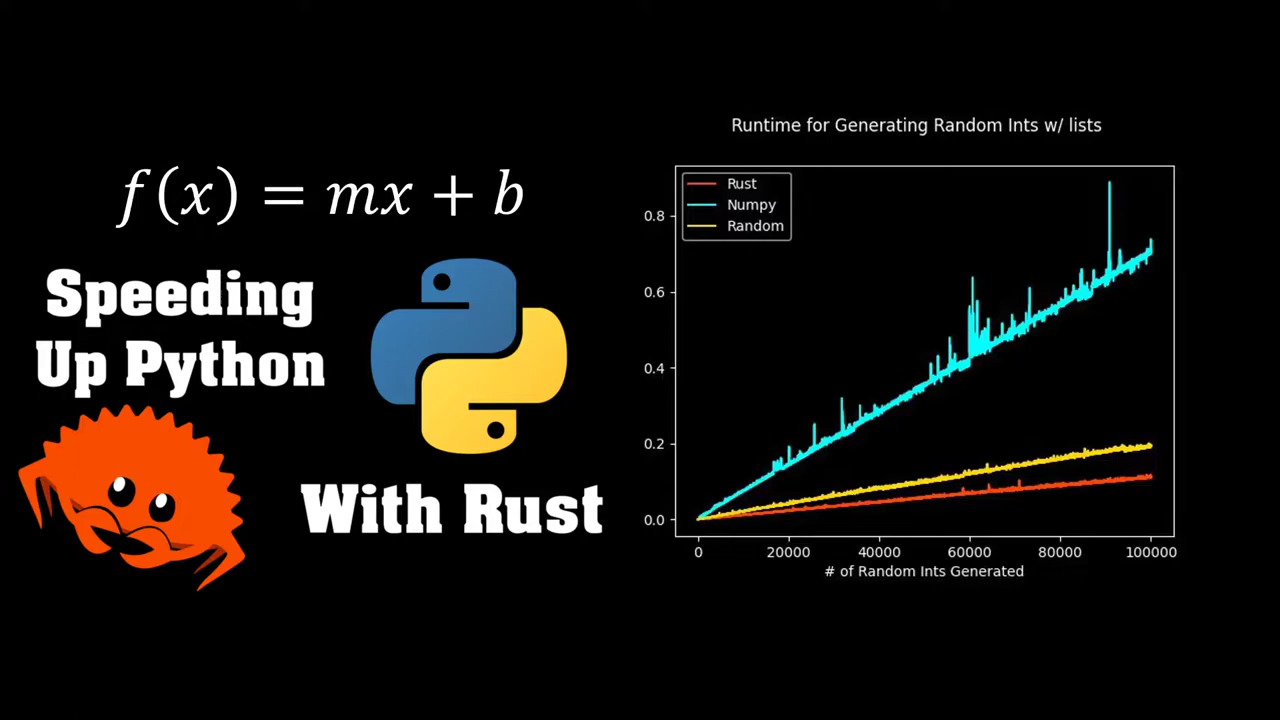 f(x) = mx + b
Speeding
Up Python
With Rust
Runtime for Generating Random Ints w/ lists
Rust
Numpy
Random
0.8
0.6
0.4
0.2
0.0
0 20000 40000 60000 80000 100000
# of Random Ints Generated